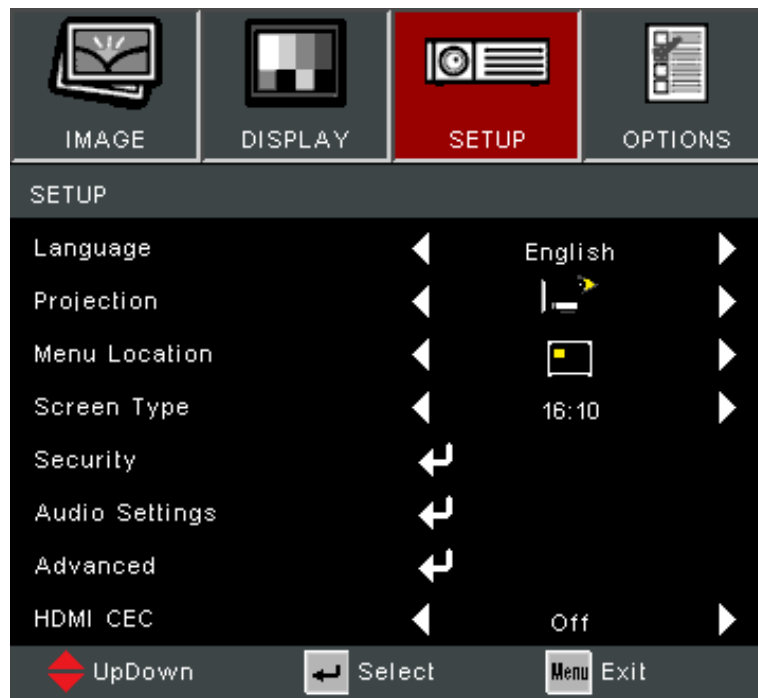 IMAGE DISPLAY SETUP OPTIONS
SETUP
Language English
Projection
Menu Location
Screen Type 16:10
Security
Audio Settings
Advanced
HDMI CEC Off
UpDown Select Menu Exit